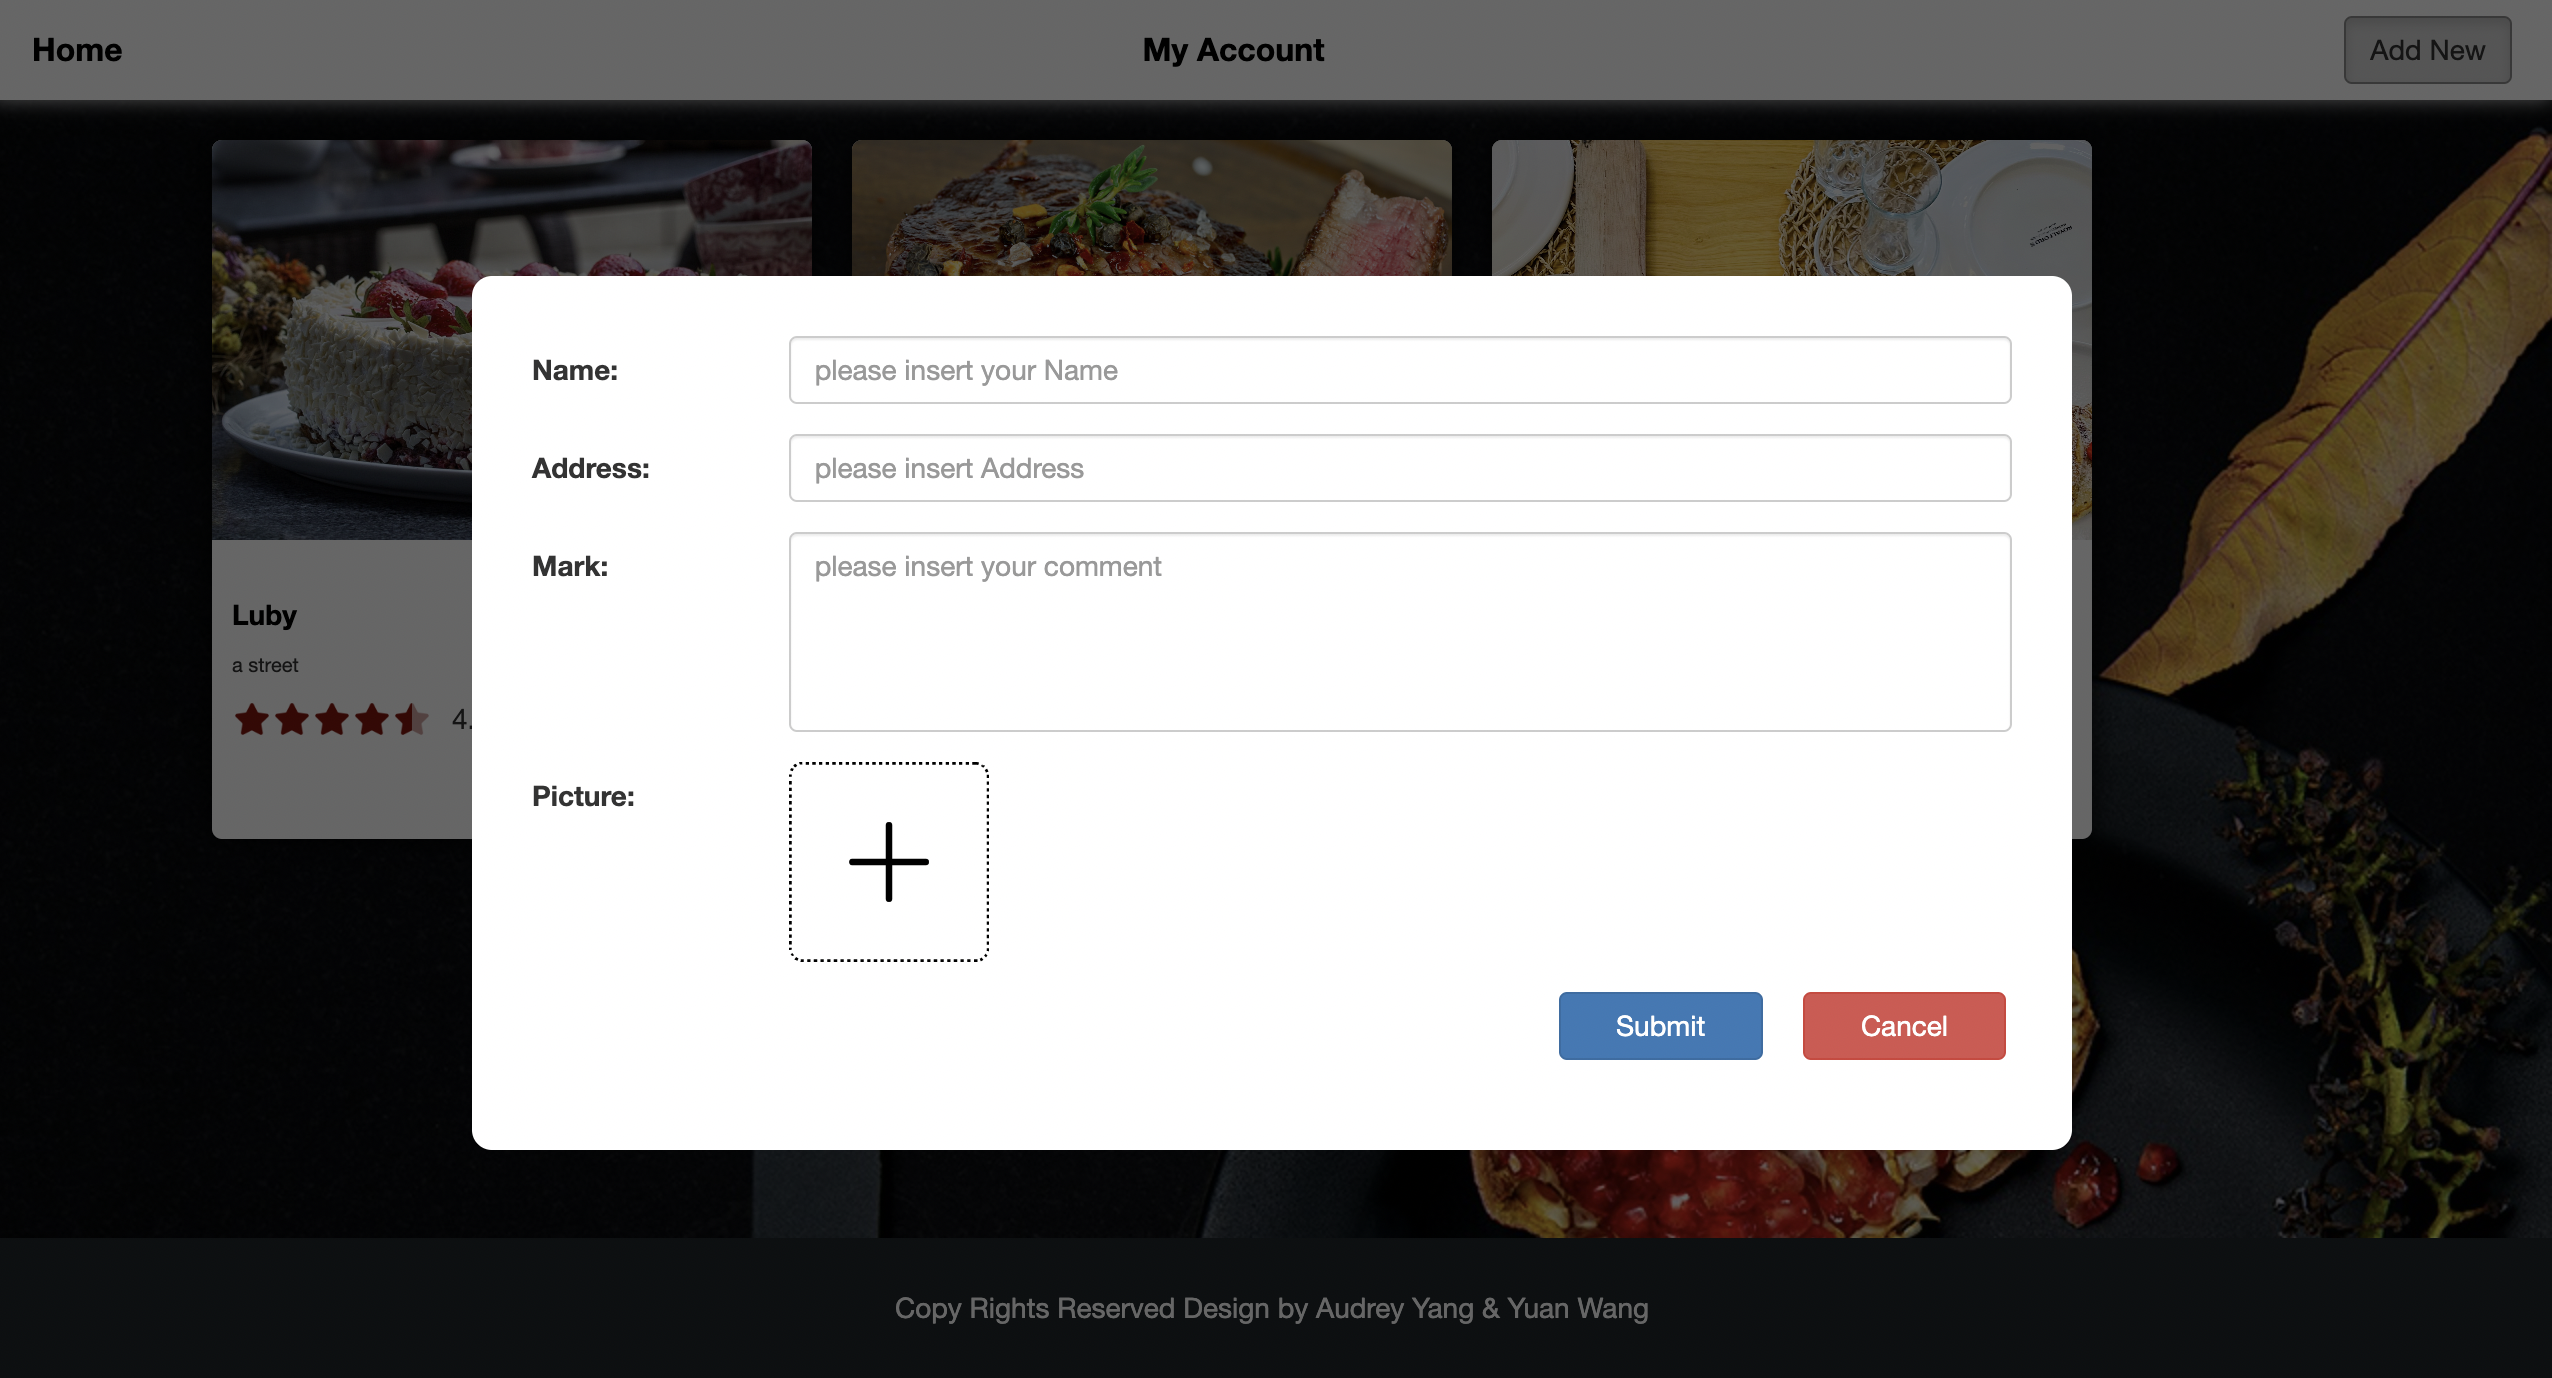 Home
My Account
Add New
Name:
please insert your Name
Address:
please insert Address
Mark:
please insert your comment
Luby
a street
4.
Picture:
Submit
Cancel
Copy Rights Reserved Design by Audrey Yang & Yuan Wang